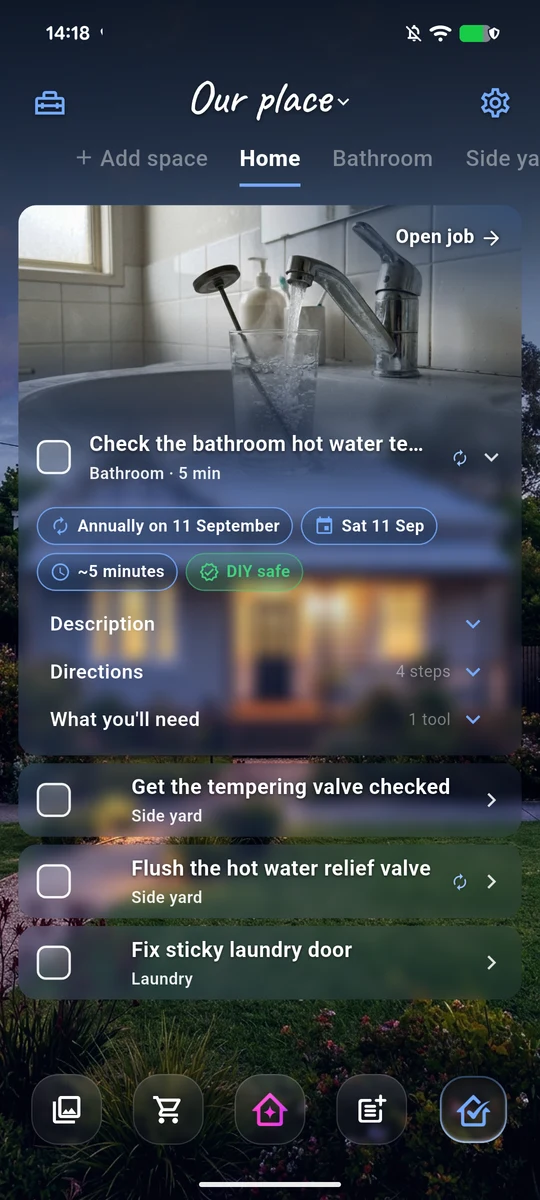 14:18
Our place
+ Add space
Home
Bathroom
Side ya
Open job →
Check the bathroom hot water te…
Bathroom · 5 min
Annually on 11 September
Sat 11 Sep
~5 minutes
DIY safe
Description
Directions
4 steps
What you'll need
1 tool
Get the tempering valve checked
Side yard
Flush the hot water relief valve
Side yard
Fix sticky laundry door
Laundry